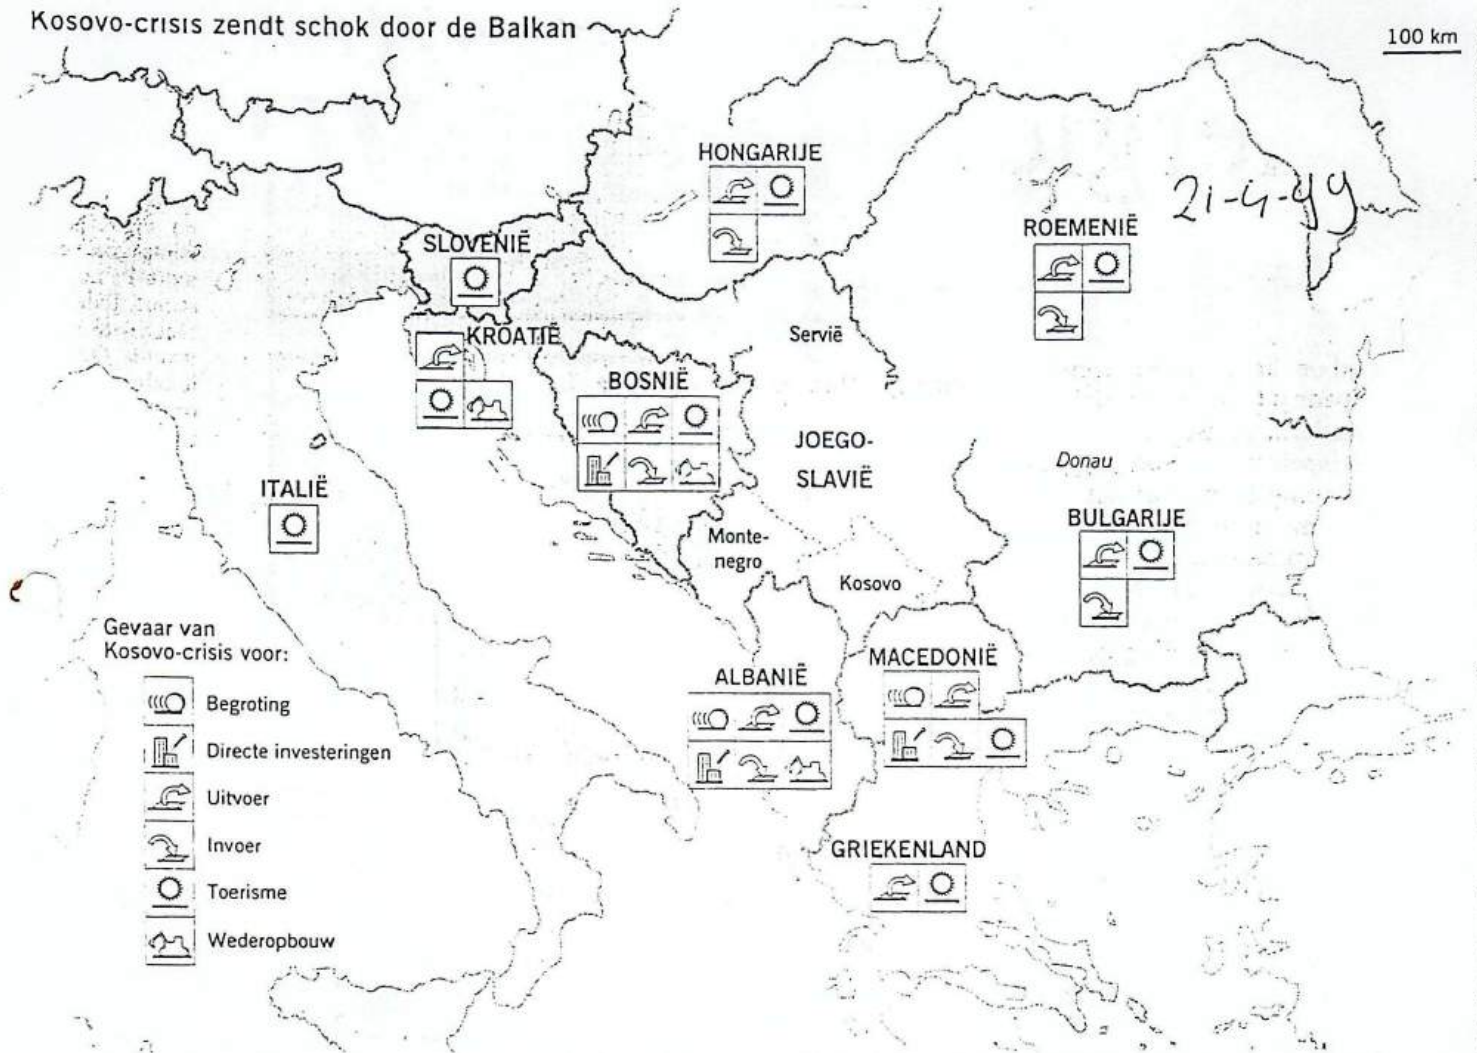 Kosovo-crisis zendt schok door de Balkan
100 km
HONGARIJE
21-4-99
ROEMENIË
SLOVENIË
KROATIË
Servië
BOSNIË
JOEGO-
SLAVIË
Donau
ITALIË
BULGARIJE
Monte-
negro
Kosovo
Gevaar van
Kosovo-crisis voor:
MACEDONIË
ALBANIË
Begroting
Directe investeringen
Uitvoer
Invoer
GRIEKENLAND
Toerisme
Wederopbouw